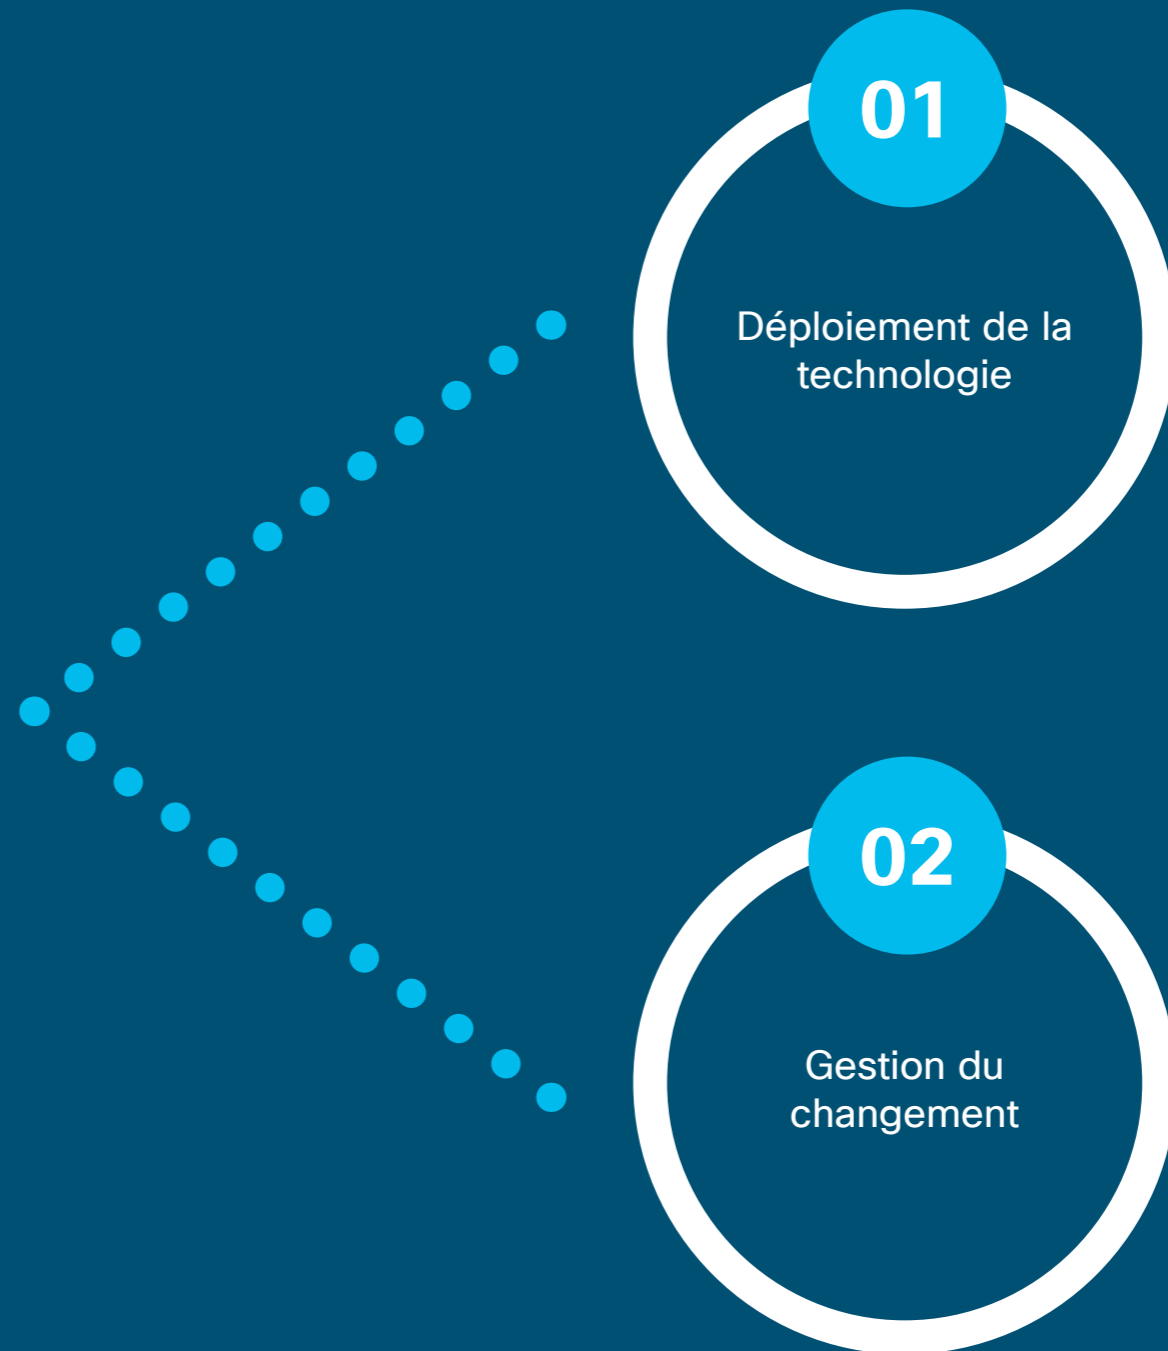 01
Déploiement de la
technologie
02
Gestion du
changement